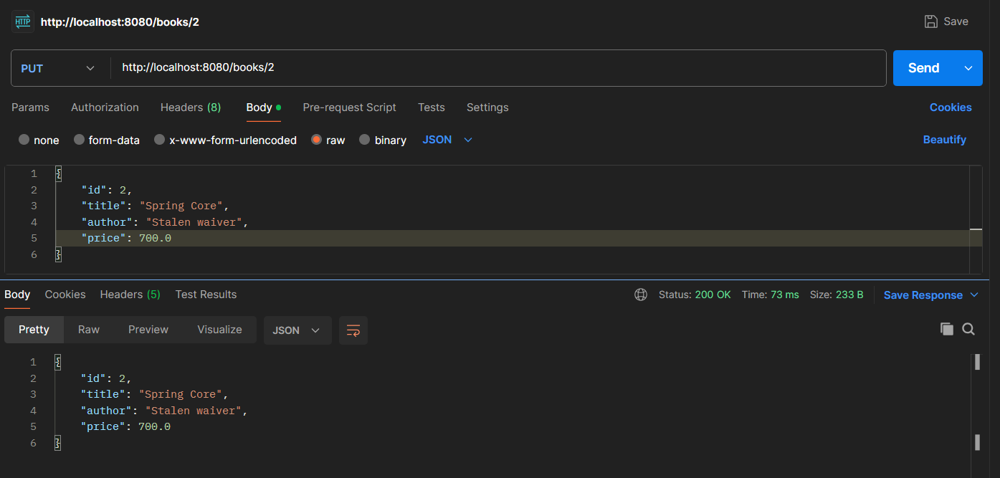 HTTP http://localhost:8080/books/2 Save
PUT http://localhost:8080/books/2 Send
Params Authorization Headers (8) Body Pre-request Script Tests Settings Cookies
none form-data x-www-form-urlencoded raw binary JSON Beautify
1 {
2 "id": 2,
3 "title": "Spring Core",
4 "author": "Stalen waiver",
5 "price": 700.0
6 }
Body Cookies Headers (5) Test Results Status: 200 OK Time: 73 ms Size: 233 B Save Response
Pretty Raw Preview Visualize JSON
1 {
2 "id": 2,
3 "title": "Spring Core",
4 "author": "Stalen waiver",
5 "price": 700.0
6 }